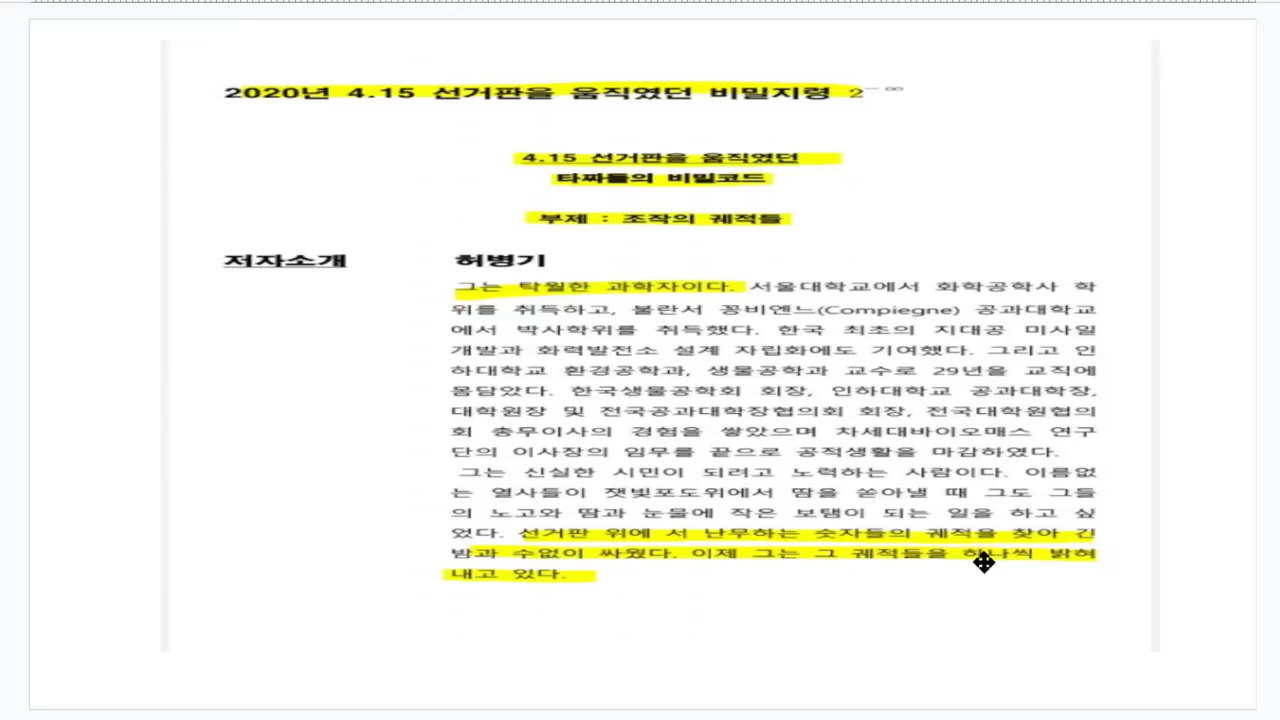 2020년 4.15 선거판을 움직였던 비밀지령 2
4.15 선거판을 움직였던
타짜들의 비밀코드
부제 : 조작의 궤적들
저자소개 허병기
그는 탁월한 과학자이다. 서울대학교에서 화학공학사 학
위를 취득하고, 불란서 꽁비엔느(Compiegne) 공과대학교
에서 박사학위를 취득했다. 한국 최초의 지대공 미사일
개발과 화력발전소 설계 자립화에도 기여했다. 그리고 인
하대학교 환경공학과, 생물공학과 교수로 29년을 교직에
몸담았다. 한국생물공학회 회장, 인하대학교 공과대학장,
대학원장 및 전국공과대학장협의회 회장, 전국대학원협의
회 총무이사의 경험을 쌓았으며 차세대바이오매스 연구
단의 이사장의 임무를 끝으로 공적생활을 마감하였다.
그는 신실한 시민이 되려고 노력하는 사람이다. 이름없
는 열사들이 잿빛포도위에서 땀을 쏟아낼 때 그도 그들
의 노고와 땀과 눈물에 작은 보탬이 되는 일을 하고 싶
었다. 선거판 위에 서 난무하는 숫자들의 궤적을 찾아 긴
밤과 수없이 싸웠다. 이제 그는 그 궤적들을 하나씩 밝혀
내고 있다.